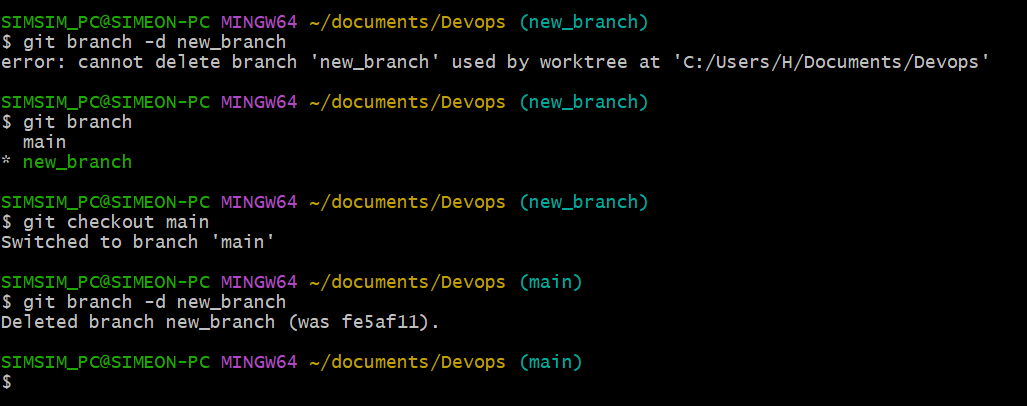 SIMSIM_PC@SIMEON-PC MINGW64 ~/documents/Devops (new_branch)
$ git branch -d new_branch
error: cannot delete branch 'new_branch' used by worktree at 'C:/Users/H/Documents/Devops'
SIMSIM_PC@SIMEON-PC MINGW64 ~/documents/Devops (new_branch)
$ git branch
  main
* new_branch
SIMSIM_PC@SIMEON-PC MINGW64 ~/documents/Devops (new_branch)
$ git checkout main
Switched to branch 'main'
SIMSIM_PC@SIMEON-PC MINGW64 ~/documents/Devops (main)
$ git branch -d new_branch
Deleted branch new_branch (was fe5af11).
SIMSIM_PC@SIMEON-PC MINGW64 ~/documents/Devops (main)
$